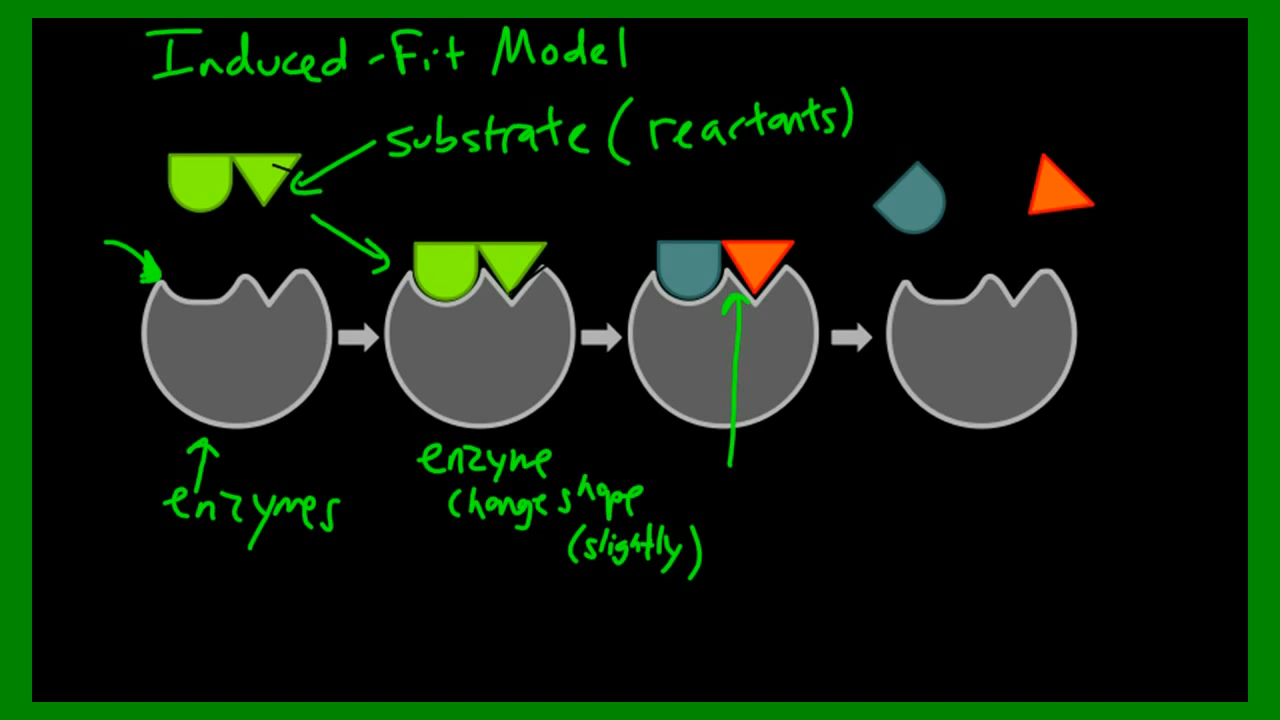 Induced-Fit Model
substrate (reactants)
enzymes
enzyme
change shape
(slightly)